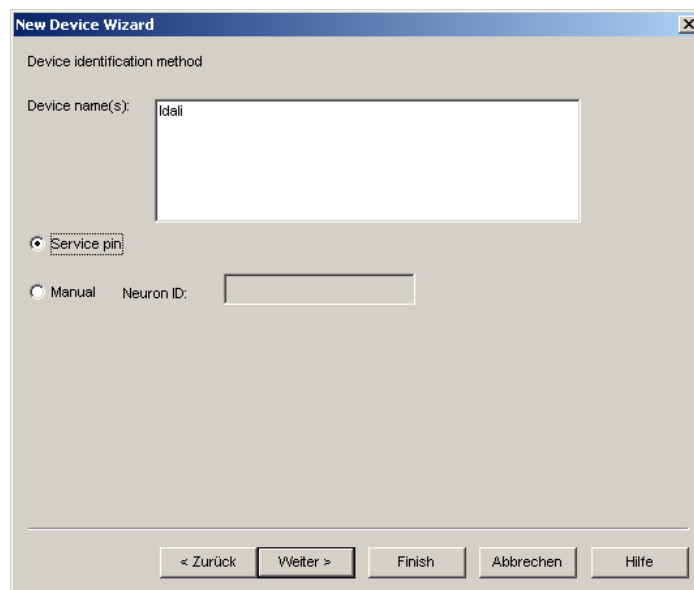 New Device Wizard
Device identification method
Device name(s):
ldali
Service pin
Manual Neuron ID:
< Zurück Weiter > Finish Abbrechen Hilfe